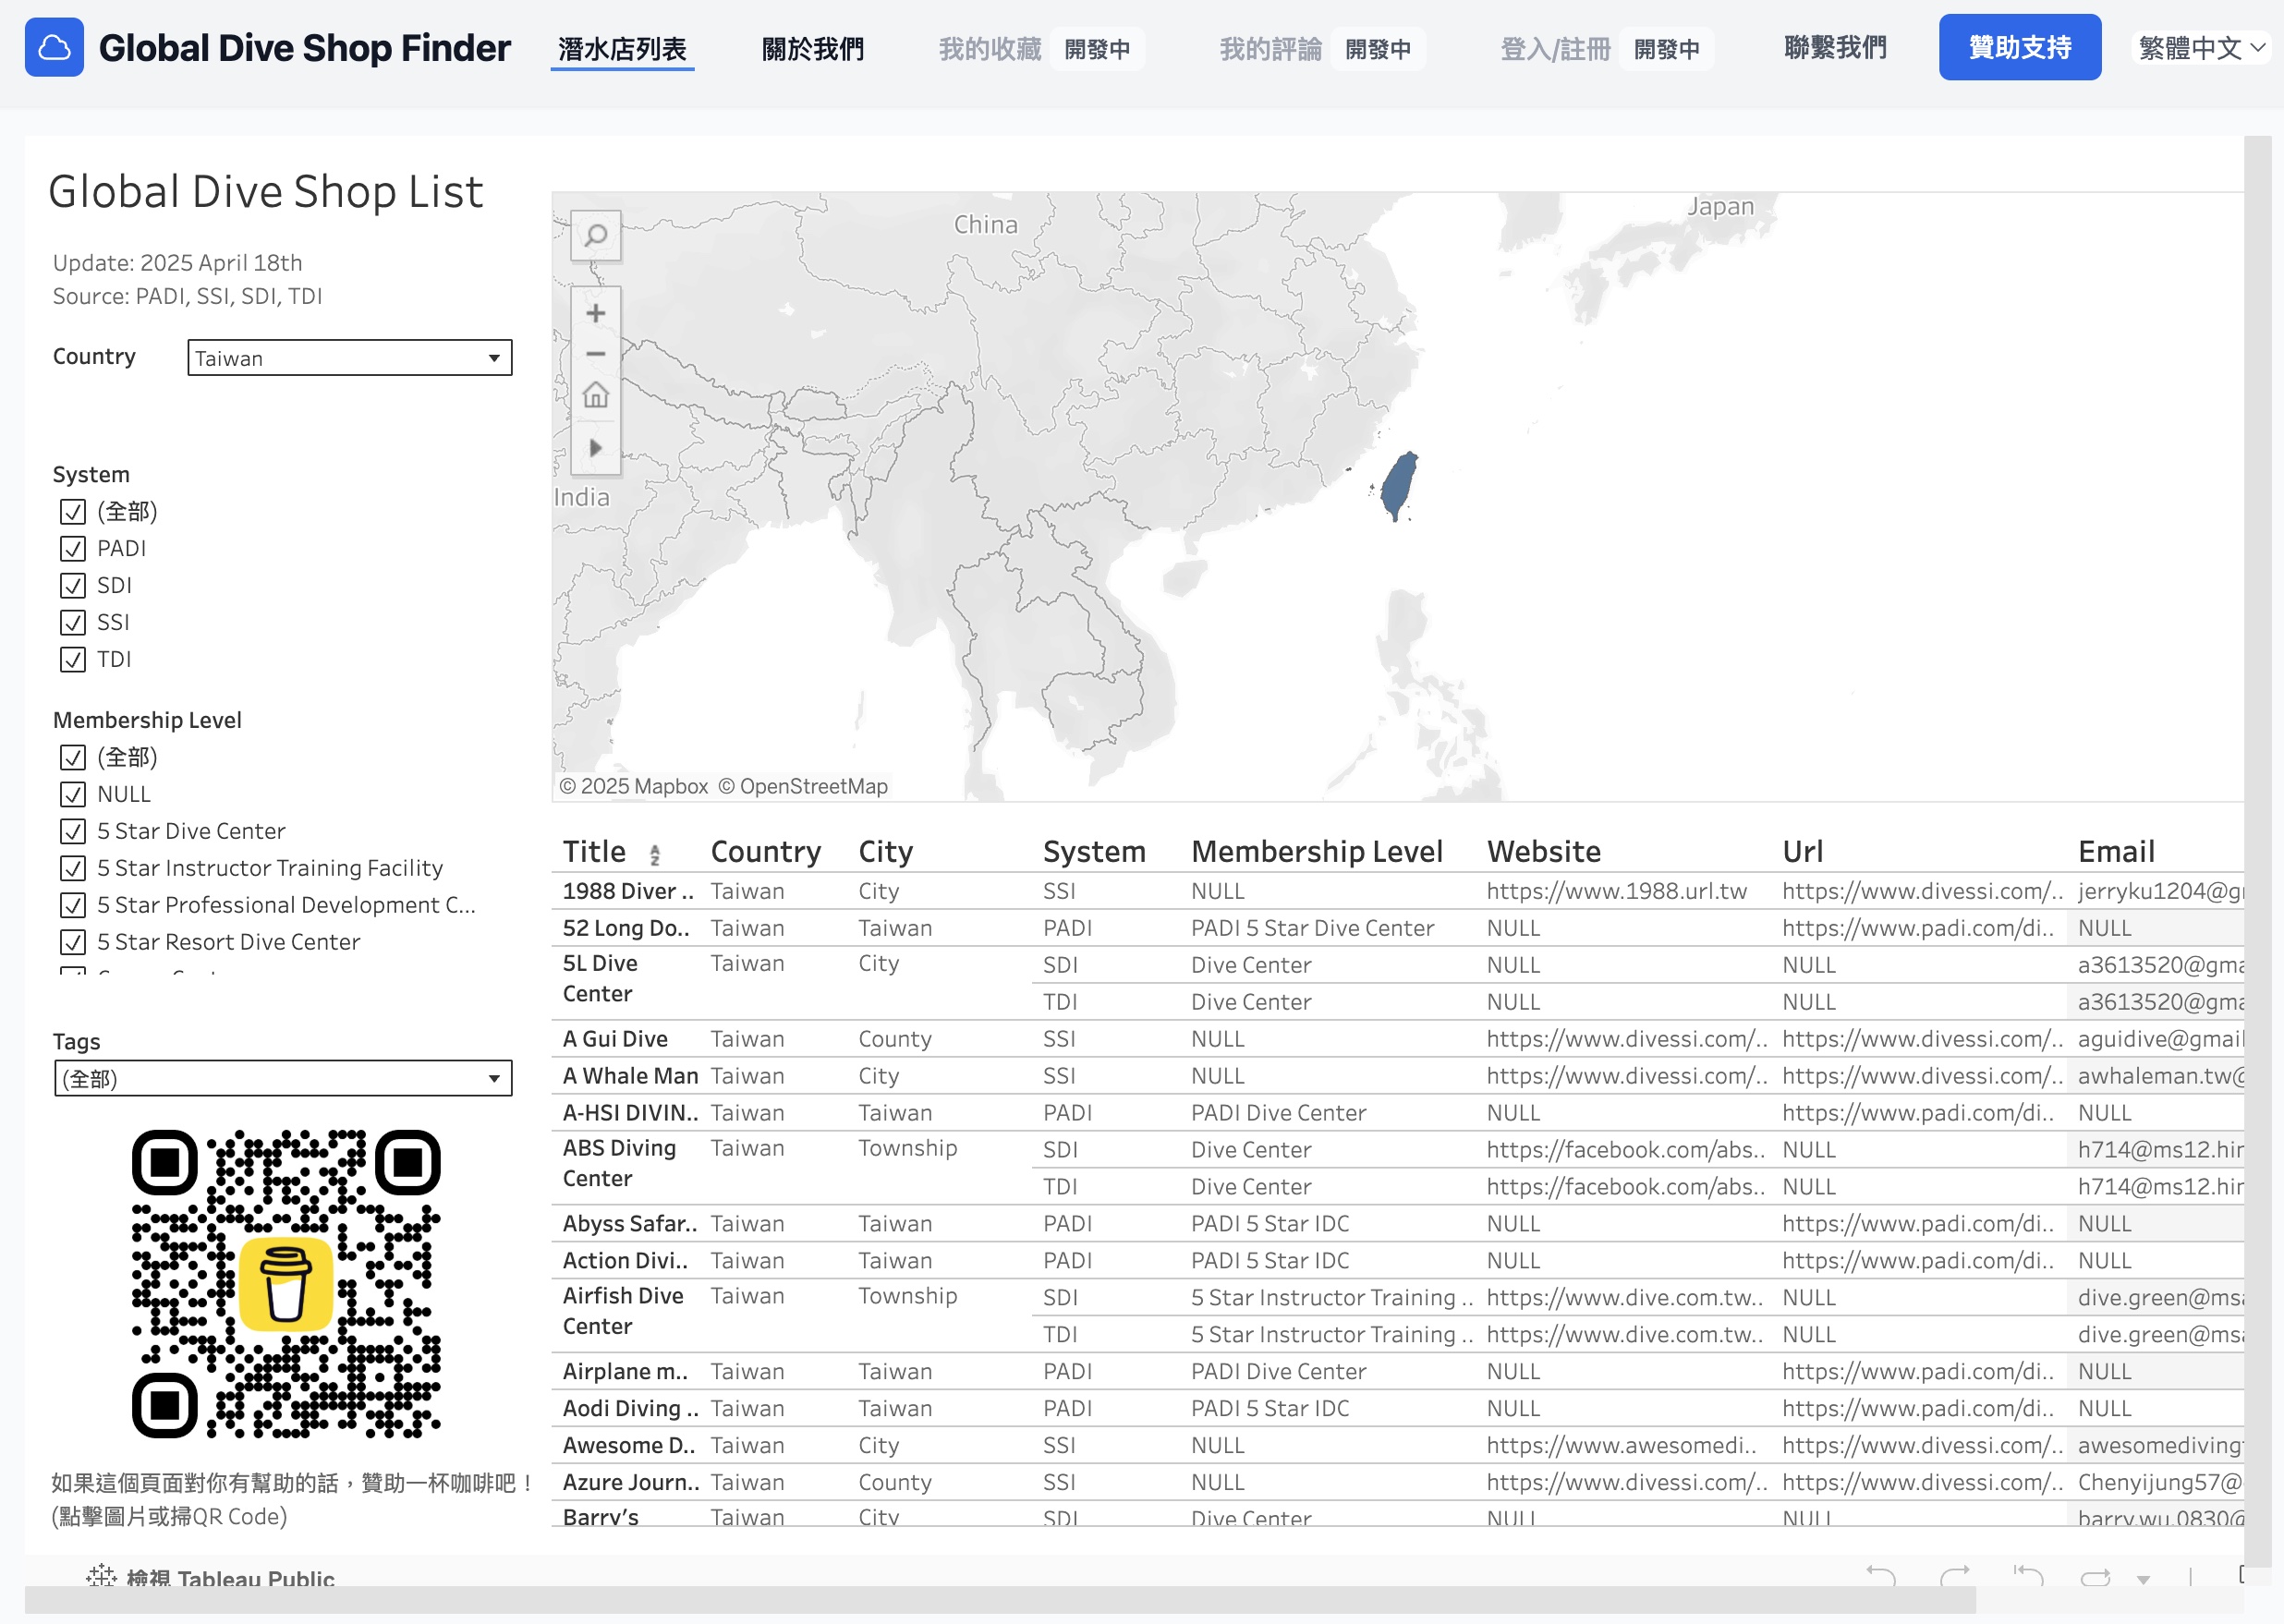 Global Dive Shop Finder
潛水店列表
關於我們
我的收藏 開發中
我的評論 開發中
登入/註冊 開發中
聯繫我們
贊助支持
繁體中文
Global Dive Shop List
Update: 2025 April 18th
Source: PADI, SSI, SDI, TDI
Country Taiwan
System
(全部)
PADI
SDI
SSI
TDI
Membership Level
(全部)
NULL
5 Star Dive Center
5 Star Instructor Training Facility
5 Star Professional Development C...
5 Star Resort Dive Center
Tags
(全部)
如果這個頁面對你有幫助的話，贊助一杯咖啡吧！
(點擊圖片或掃QR Code)
China
Japan
India
© 2025 Mapbox © OpenStreetMap
Title Country City System Membership Level Website Url Email
1988 Diver .. Taiwan City SSI NULL https://www.1988.url.tw https://www.divessi.com/.. jerryku1204@g
52 Long Do.. Taiwan Taiwan PADI PADI 5 Star Dive Center NULL https://www.padi.com/di.. NULL
5L Dive Center Taiwan City SDI Dive Center NULL NULL a3613520@gm
TDI Dive Center NULL NULL a3613520@gm
A Gui Dive Taiwan County SSI NULL https://www.divessi.com/.. https://www.divessi.com/.. aguidive@gmail
A Whale Man Taiwan City SSI NULL https://www.divessi.com/.. https://www.divessi.com/.. awhaleman.tw@
A-HSI DIVIN.. Taiwan Taiwan PADI PADI Dive Center NULL https://www.padi.com/di.. NULL
ABS Diving Center Taiwan Township SDI Dive Center https://facebook.com/abs.. NULL h714@ms12.hin
TDI Dive Center https://facebook.com/abs.. NULL h714@ms12.hin
Abyss Safar.. Taiwan Taiwan PADI PADI 5 Star IDC NULL https://www.padi.com/di.. NULL
Action Divi.. Taiwan Taiwan PADI PADI 5 Star IDC NULL https://www.padi.com/di.. NULL
Airfish Dive Center Taiwan Township SDI 5 Star Instructor Training .. https://www.dive.com.tw.. NULL dive.green@ms
TDI 5 Star Instructor Training .. https://www.dive.com.tw.. NULL dive.green@ms
Airplane m.. Taiwan Taiwan PADI PADI Dive Center NULL https://www.padi.com/di.. NULL
Aodi Diving .. Taiwan Taiwan PADI PADI 5 Star IDC NULL https://www.padi.com/di.. NULL
Awesome D.. Taiwan City SSI NULL https://www.awesomedi.. https://www.divessi.com/.. awesomediving
Azure Journ.. Taiwan County SSI NULL https://www.divessi.com/.. https://www.divessi.com/.. Chenyijung57@
Barry's Taiwan City SDI Dive Center NULL NULL barry.wu.0830@
檢視 Tableau Public